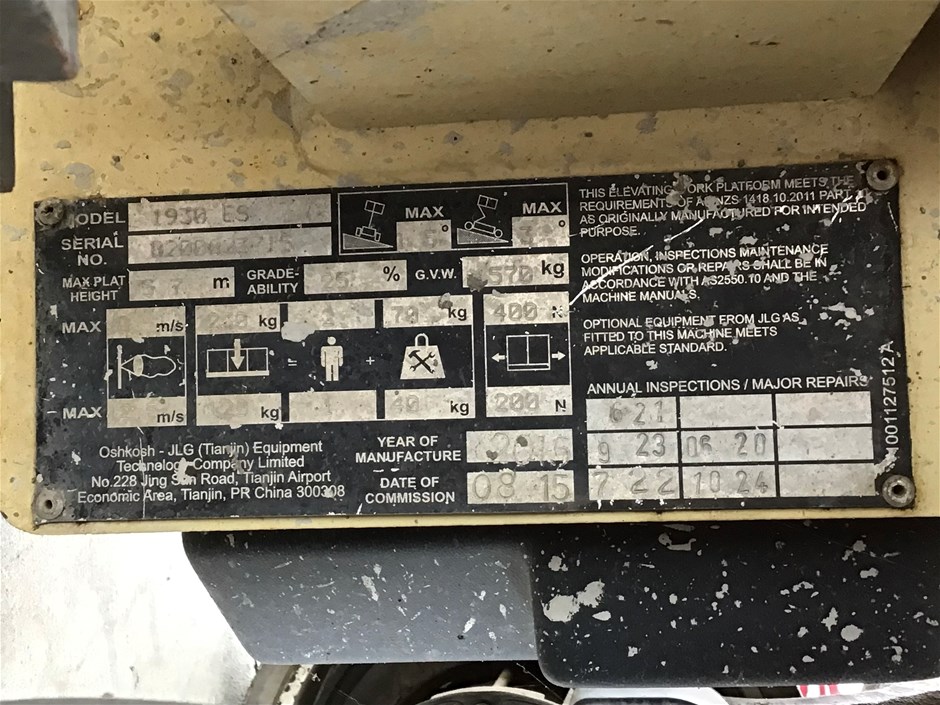 MODEL 1930 ES
SERIAL
NO.
MAX PLAT
HEIGHT m
GRADE-
ABILITY %
G.V.W. kg
MAX °
MAX °
MAX m/s kg 70 kg 400 N
= +
MAX m/s kg 40 kg 200 N
Oshkosh - JLG (Tianjin) Equipment
Technology Company Limited
No.228 Jing San Road, Tianjin Airport
Economic Area, Tianjin, PR China 300308
YEAR OF
MANUFACTURE
DATE OF
COMMISSION 08 15
THIS ELEVATING WORK PLATFORM MEETS THE
REQUIREMENTS OF AS/NZS 1418.10.2011 PART
AS ORIGINALLY MANUFACTURED FOR INTENDED
PURPOSE.
OPERATION, INSPECTIONS MAINTENANCE
MODIFICATIONS OR REPAIRS SHALL BE IN
ACCORDANCE WITH AS2550.10 AND THE
MACHINE MANUALS.
OPTIONAL EQUIPMENT FROM JLG AS
FITTED TO THIS MACHINE MEETS
APPLICABLE STANDARD.
ANNUAL INSPECTIONS / MAJOR REPAIRS
6 21
9 23 06 20
7 22 10 24
1001127512 A